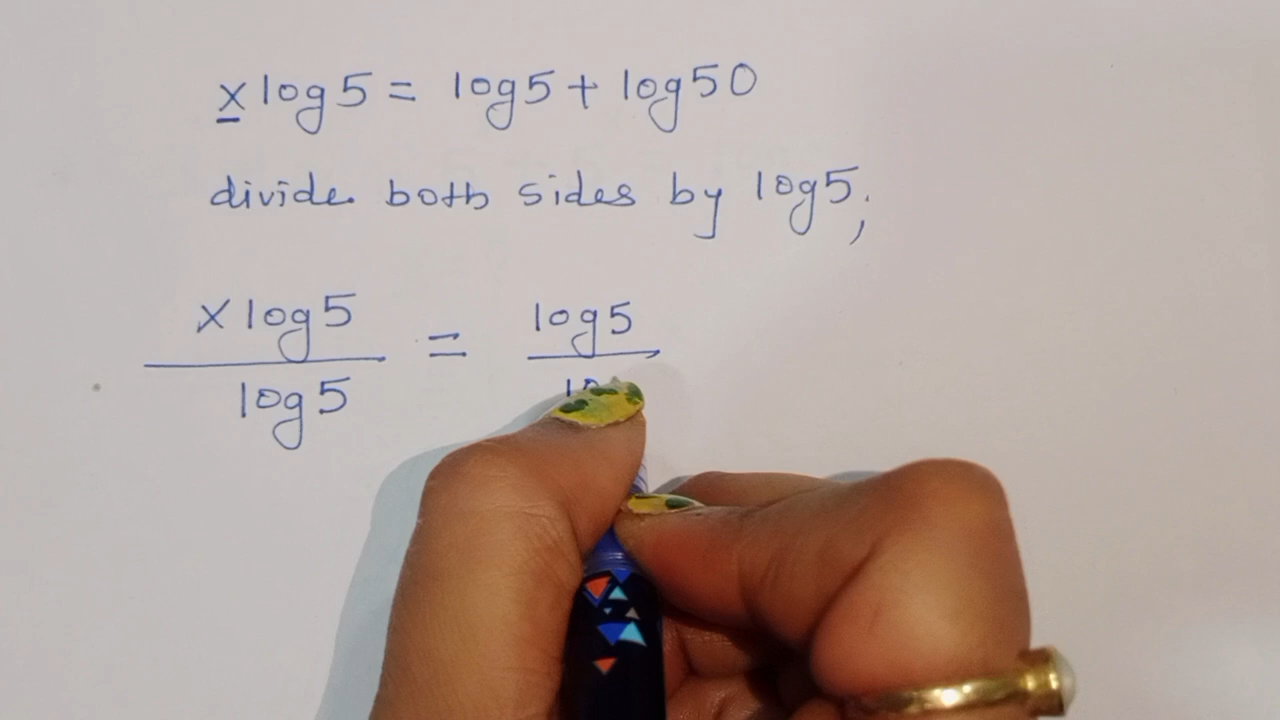 x log5 = log5 + log50
divide both sides by log5;
x log5 / log5 = log5 /